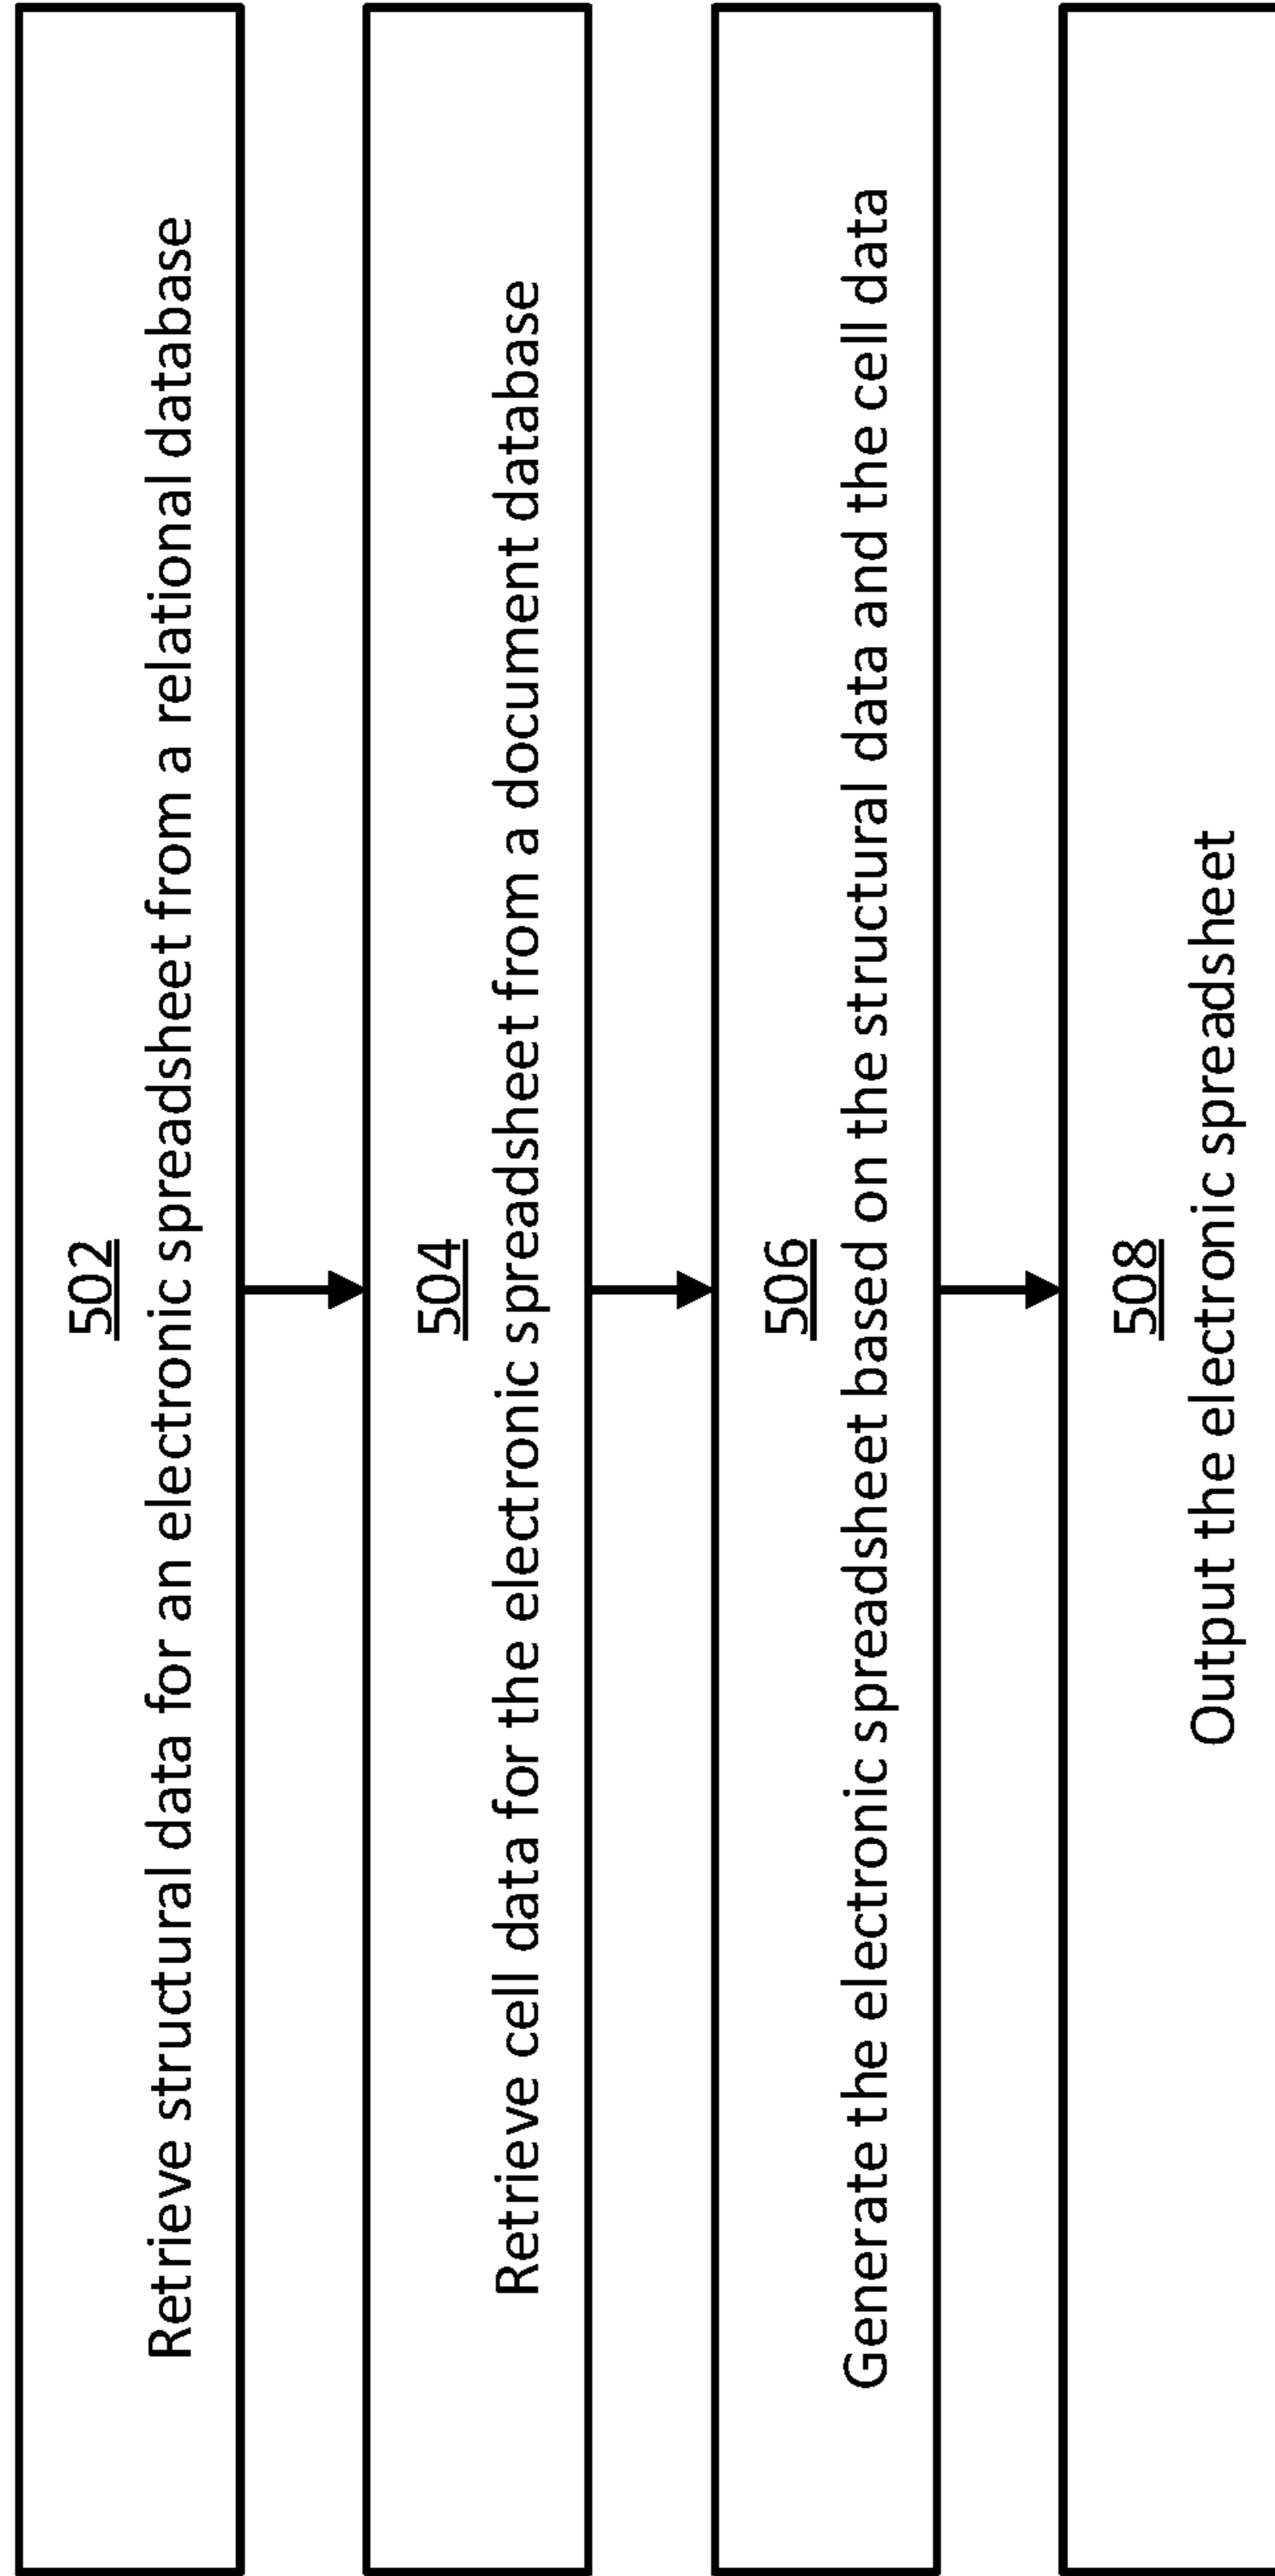 502
Retrieve structural data for an electronic spreadsheet from a relational database
504
Retrieve cell data for the electronic spreadsheet from a document database
506
Generate the electronic spreadsheet based on the structural data and the cell data
508
Output the electronic spreadsheet